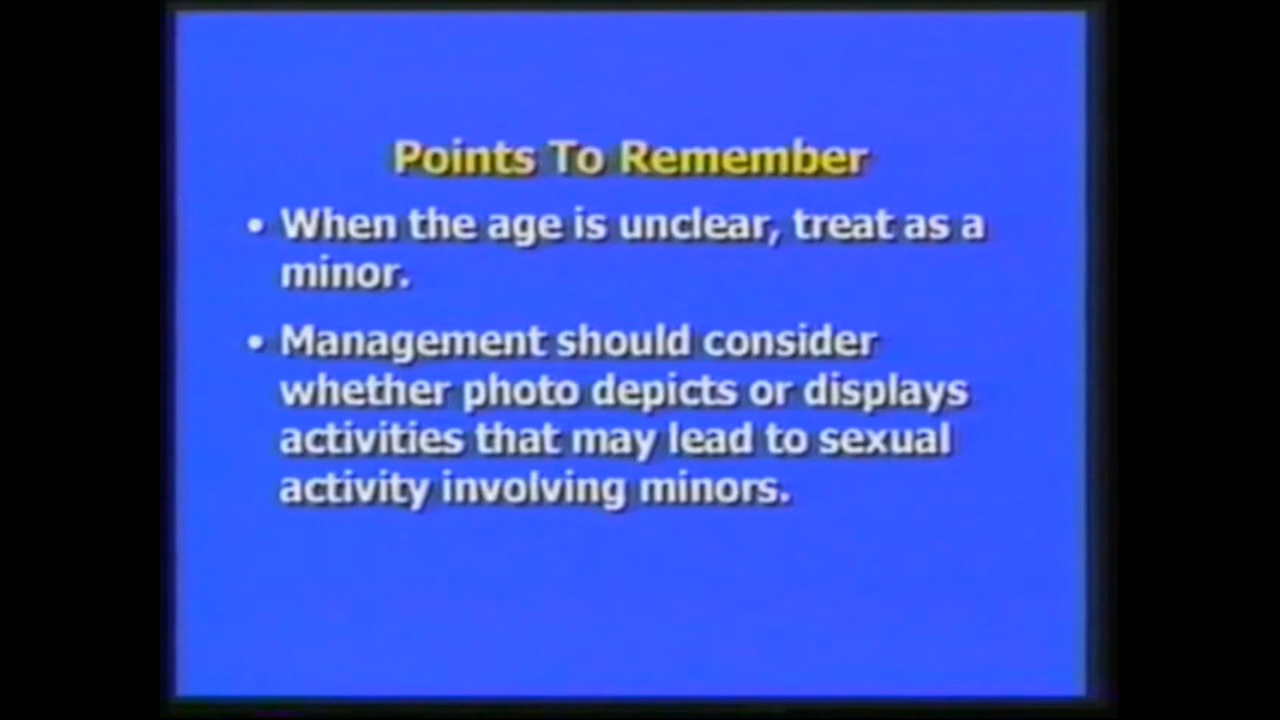 Points To Remember
• When the age is unclear, treat as a
minor.
• Management should consider
whether photo depicts or displays
activities that may lead to sexual
activity involving minors.